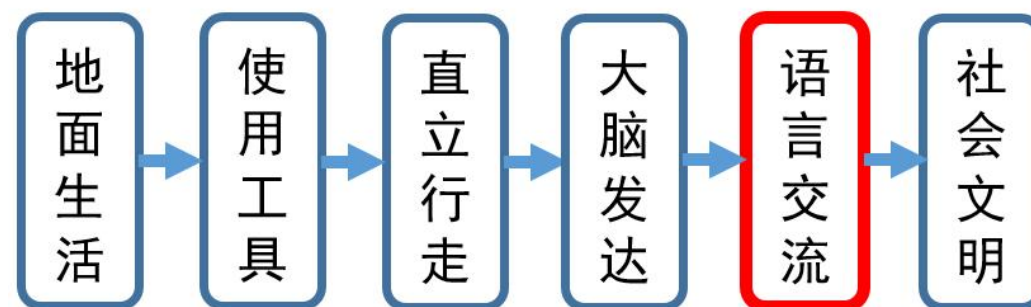 地面生活
使用工具
直立行走
大脑发达
语言交流
社会文明